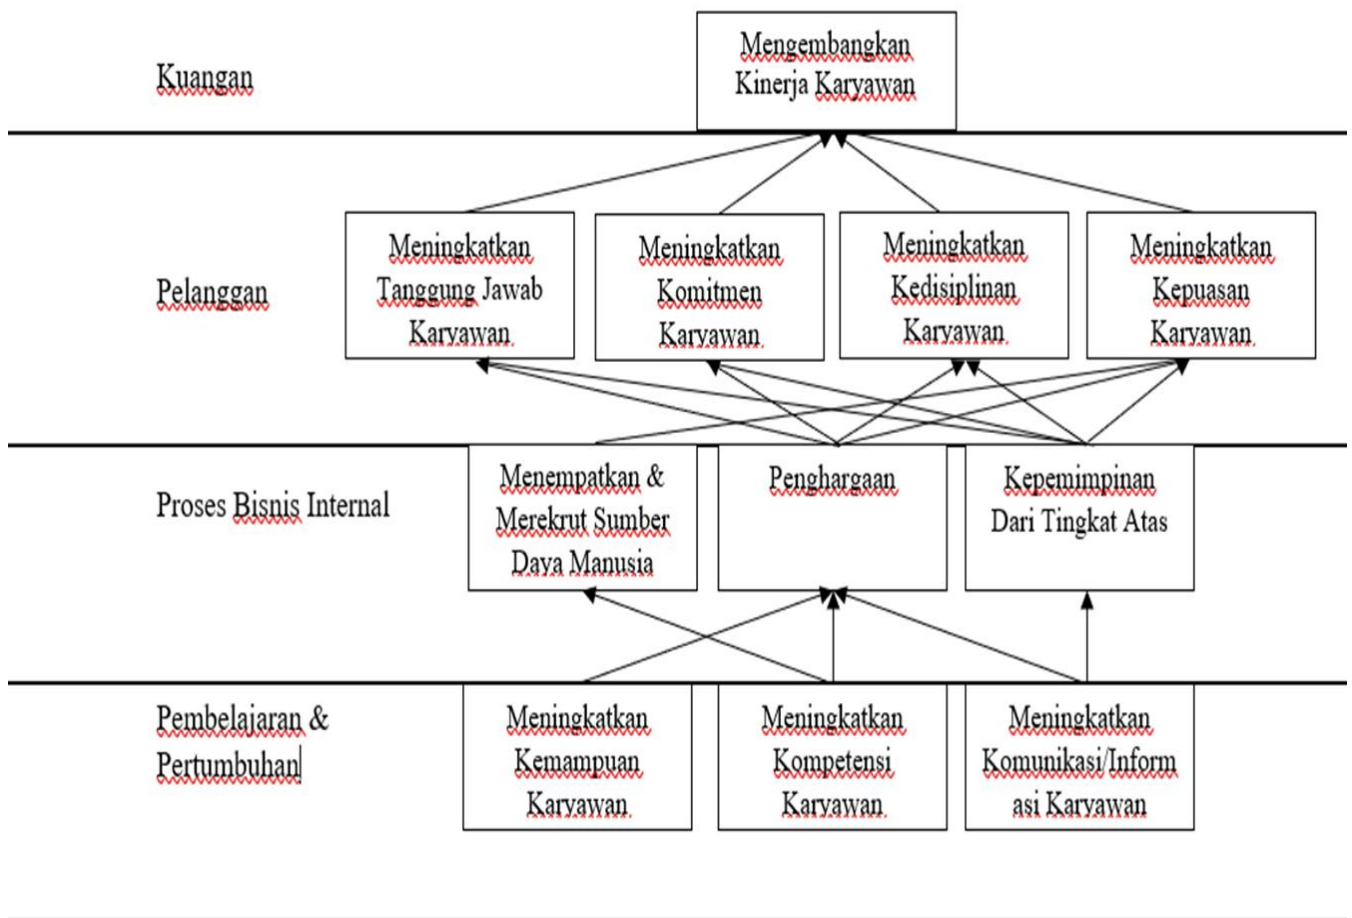 Mengembangkan
Kinerja Karyawan
Kuangan
Meningkatkan
Tanggung Jawab
Karyawan
Meningkatkan
Komitmen
Karyawan
Meningkatkan
Kedisiplinan
Karyawan
Meningkatkan
Kepuasan
Karyawan
Pelanggan
Menempatkan &
Merekrut Sumber
Daya Manusia
Penghargaan
Kepemimpinan
Dari Tingkat Atas
Proses Bisnis Internal
Pembelajaran &
Pertumbuhan
Meningkatkan
Kemampuan
Karyawan
Meningkatkan
Kompetensi
Karyawan
Meningkatkan
Komunikasi/Inform
asi Karyawan